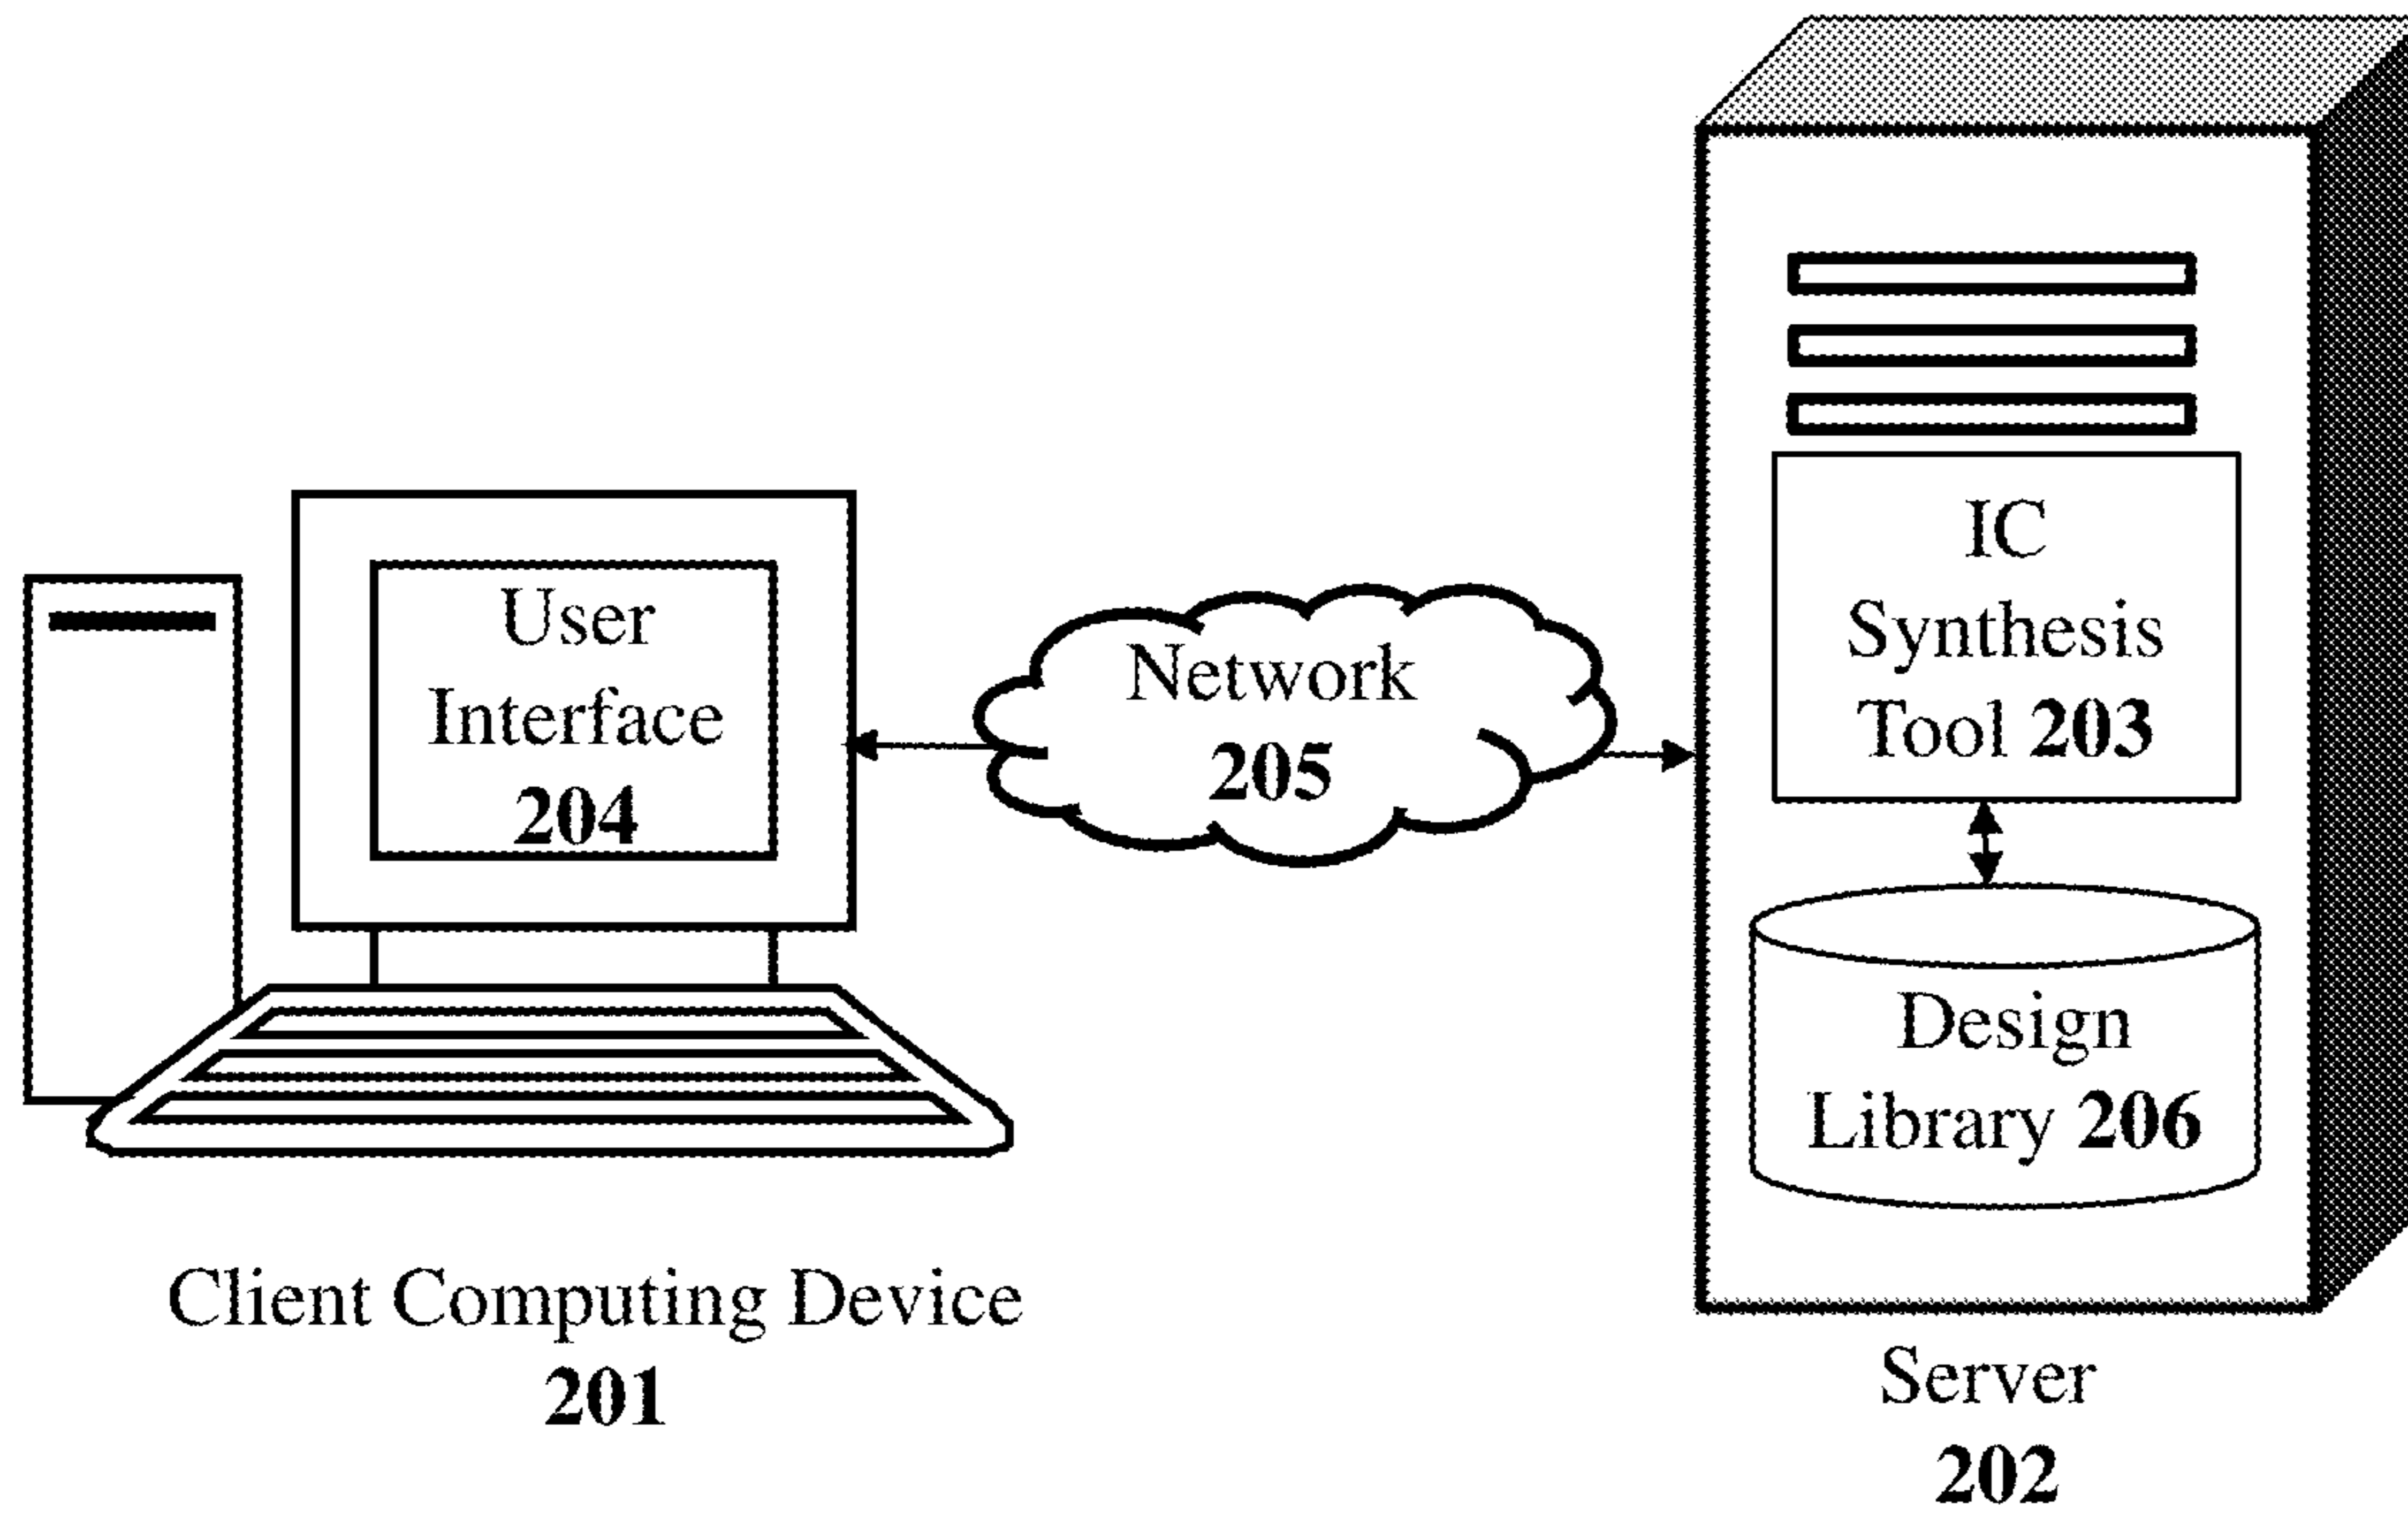 User
Interface
204
Client Computing Device
201
Network
205
IC
Synthesis
Tool 203
Design
Library 206
Server
202